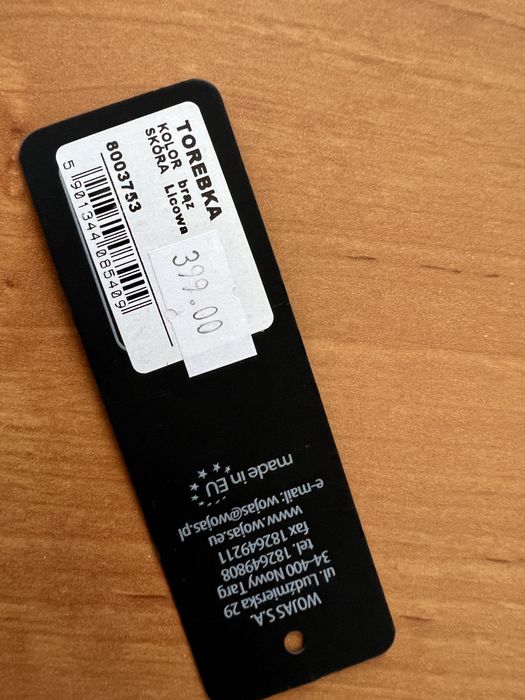 TOREBKA
KOLOR brąz
SKÓRA Licowa
8003753
5 901344 085409
399.00
WOJAS S.A.
ul. Ludźmierska 29
34-400 Nowy Targ
tel. 182649808
fax 182649211
www.wojas.eu
e-mail: wojas@wojas.pl
made in EU